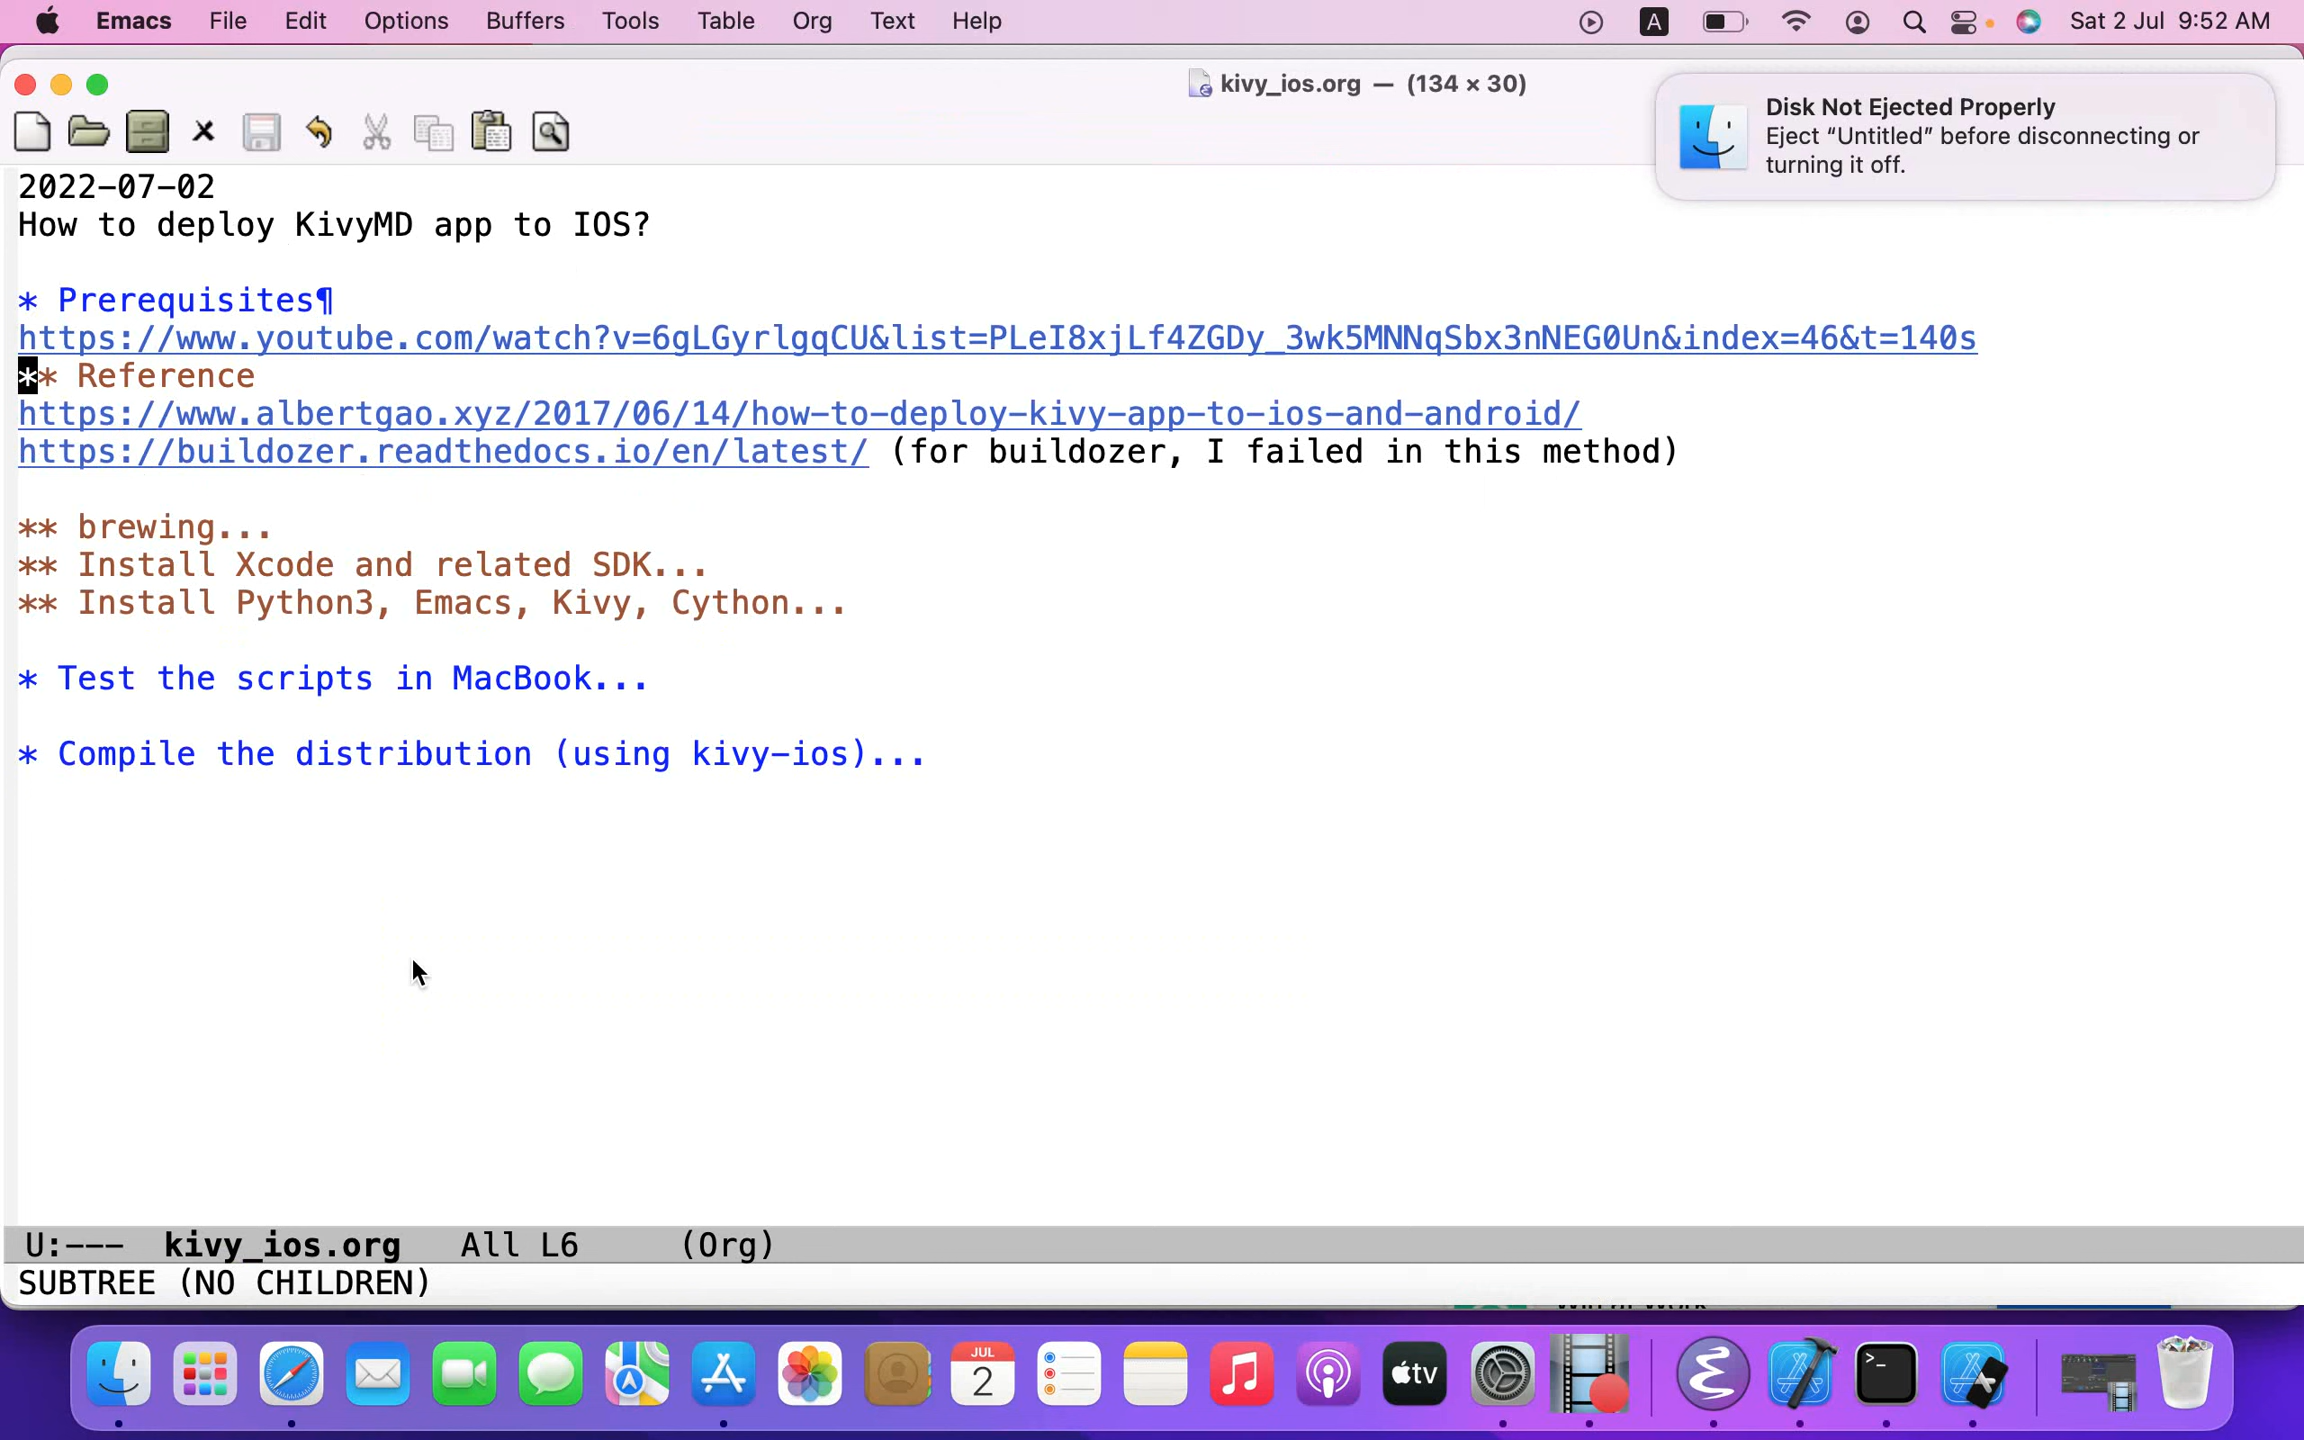 Emacs File Edit Options Buffers Tools Table Org Text Help A Sat 2 Jul 9:52 AM
kivy_ios.org — (134 × 30)
Disk Not Ejected Properly
Eject “Untitled” before disconnecting or
turning it off.
2022-07-02
How to deploy KivyMD app to IOS?
* Prerequisites¶
https://www.youtube.com/watch?v=6gLGyrlgqCU&list=PLeI8xjLf4ZGDy_3wk5MNNqSbx3nNEG0Un&index=46&t=140s
** Reference
https://www.albertgao.xyz/2017/06/14/how-to-deploy-kivy-app-to-ios-and-android/
https://buildozer.readthedocs.io/en/latest/ (for buildozer, I failed in this method)
** brewing...
** Install Xcode and related SDK...
** Install Python3, Emacs, Kivy, Cython...
* Test the scripts in MacBook...
* Compile the distribution (using kivy-ios)...
U:--- kivy_ios.org All L6 (Org)
SUBTREE (NO CHILDREN)
JUL
2
tv
>_